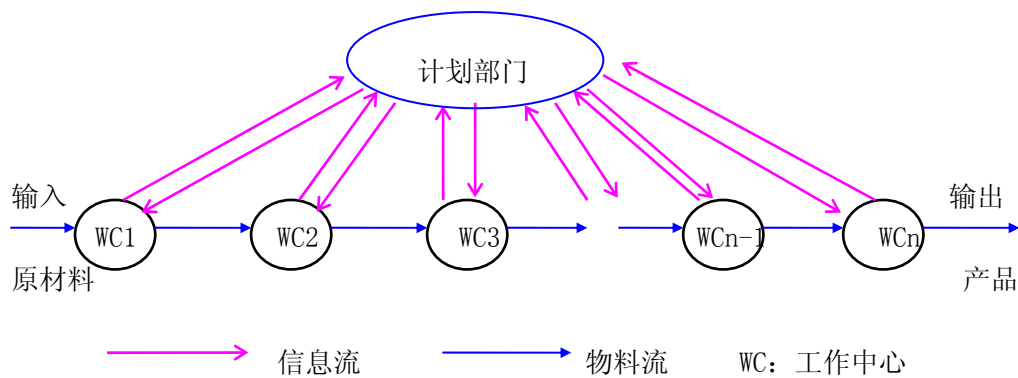 计划部门
输入
输出
WC1
WC2
WC3
WCn-1
WCn
原材料
产品
信息流
物料流
WC：工作中心